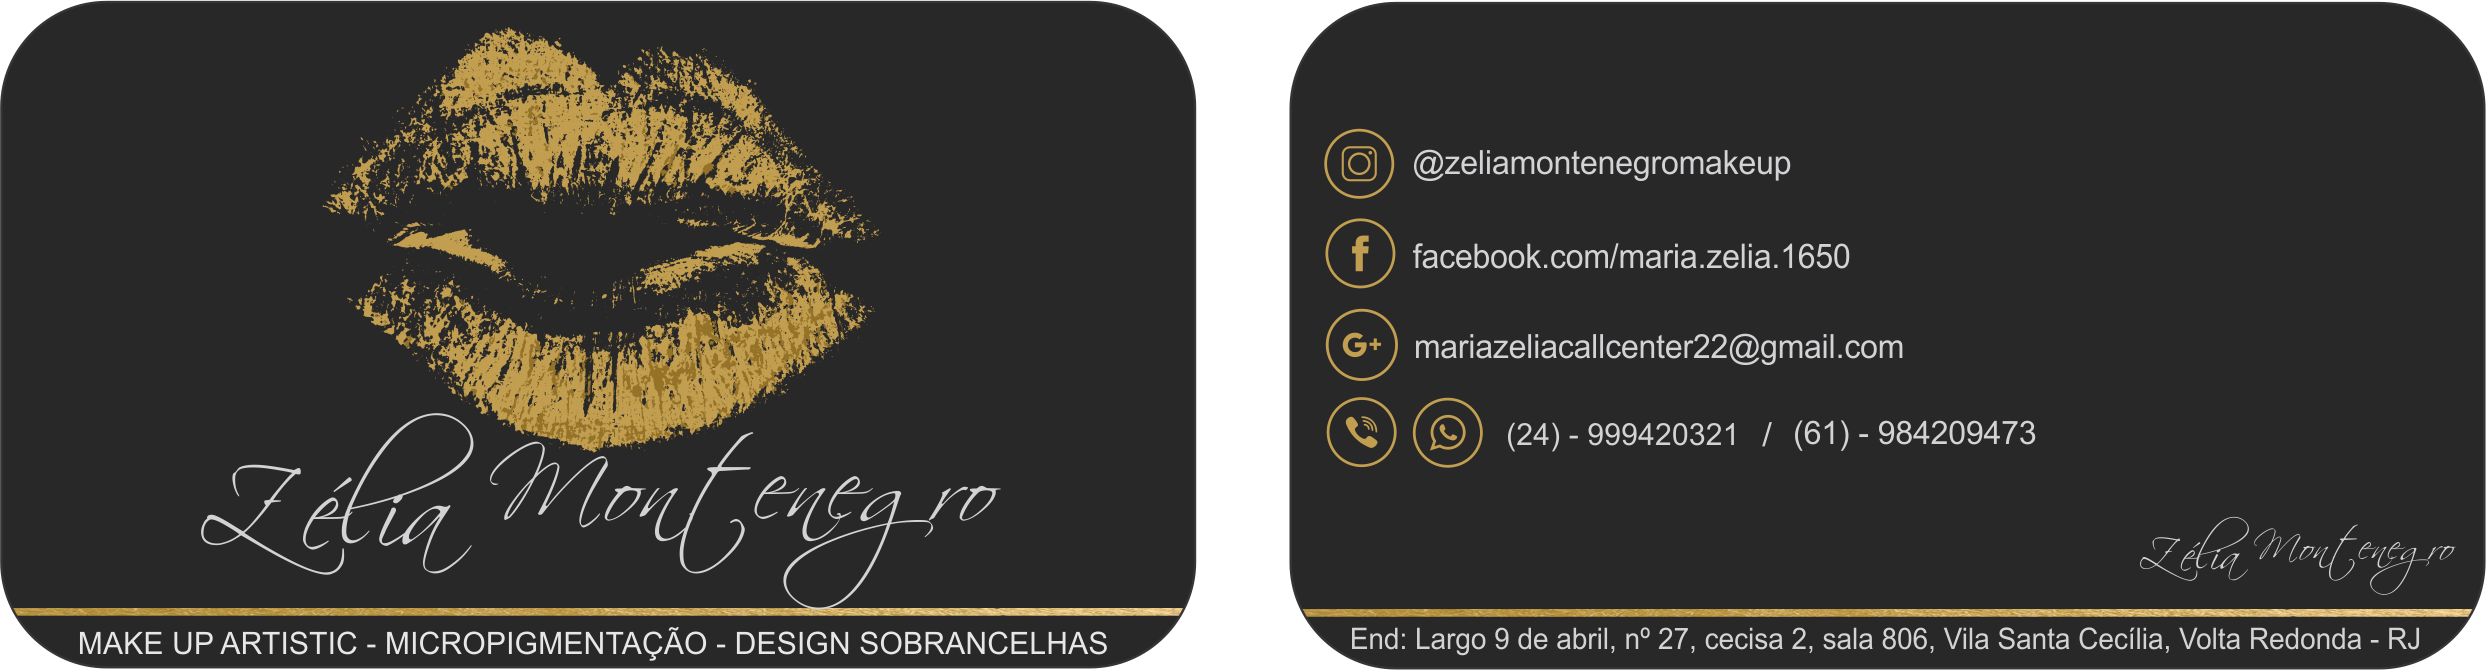 Zélia Montenegro
MAKE UP ARTISTIC - MICROPIGMENTAÇÃO - DESIGN SOBRANCELHAS
@zeliamontenegromakeup
facebook.com/maria.zelia.1650
mariazeliacallcenter22@gmail.com
(24) - 999420321 / (61) - 984209473
Zélia Montenegro
End: Largo 9 de abril, nº 27, cecisa 2, sala 806, Vila Santa Cecília, Volta Redonda - RJ